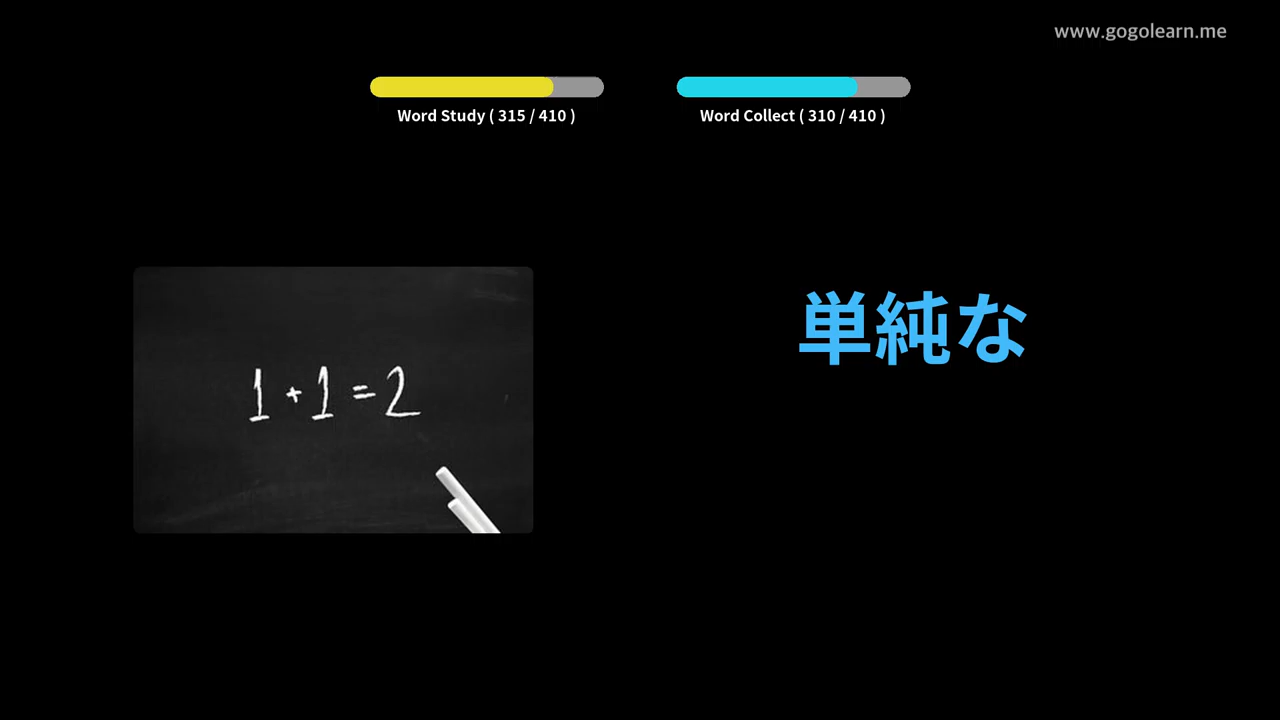 www.gogolearn.me
Word Study ( 315 / 410 )
Word Collect ( 310 / 410 )
単純な
1 + 1 = 2